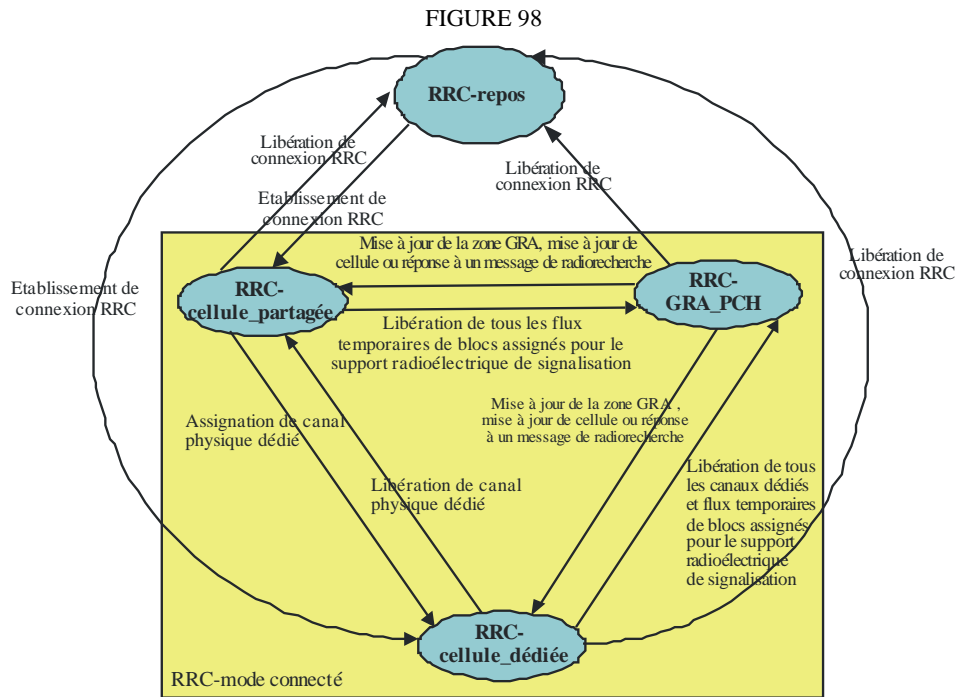 FIGURE 98
RRC-repos
Libération de
connexion RRC
Libération de
connexion RRC
Etablissement de
connexion RRC
Libération de
connexion RRC
Etablissement de
connexion RRC
Mise à jour de la zone GRA, mise à jour de
cellule ou réponse à un message de radiorecherche
RRC-
cellule_partagée
RRC-
GRA_PCH
Libération de tous les flux
temporaires de blocs assignés pour le
support radioélectrique de signalisation
Assignation de canal
physique dédié
Mise à jour de la zone GRA ,
mise à jour de cellule ou réponse
à un message de radiorecherche
Libération de canal
physique dédié
Libération de tous
les canaux dédiés
et flux temporaires
de blocs assignés
pour le support
radioélectrique
de signalisation
RRC-
cellule_dédiée
RRC-mode connecté